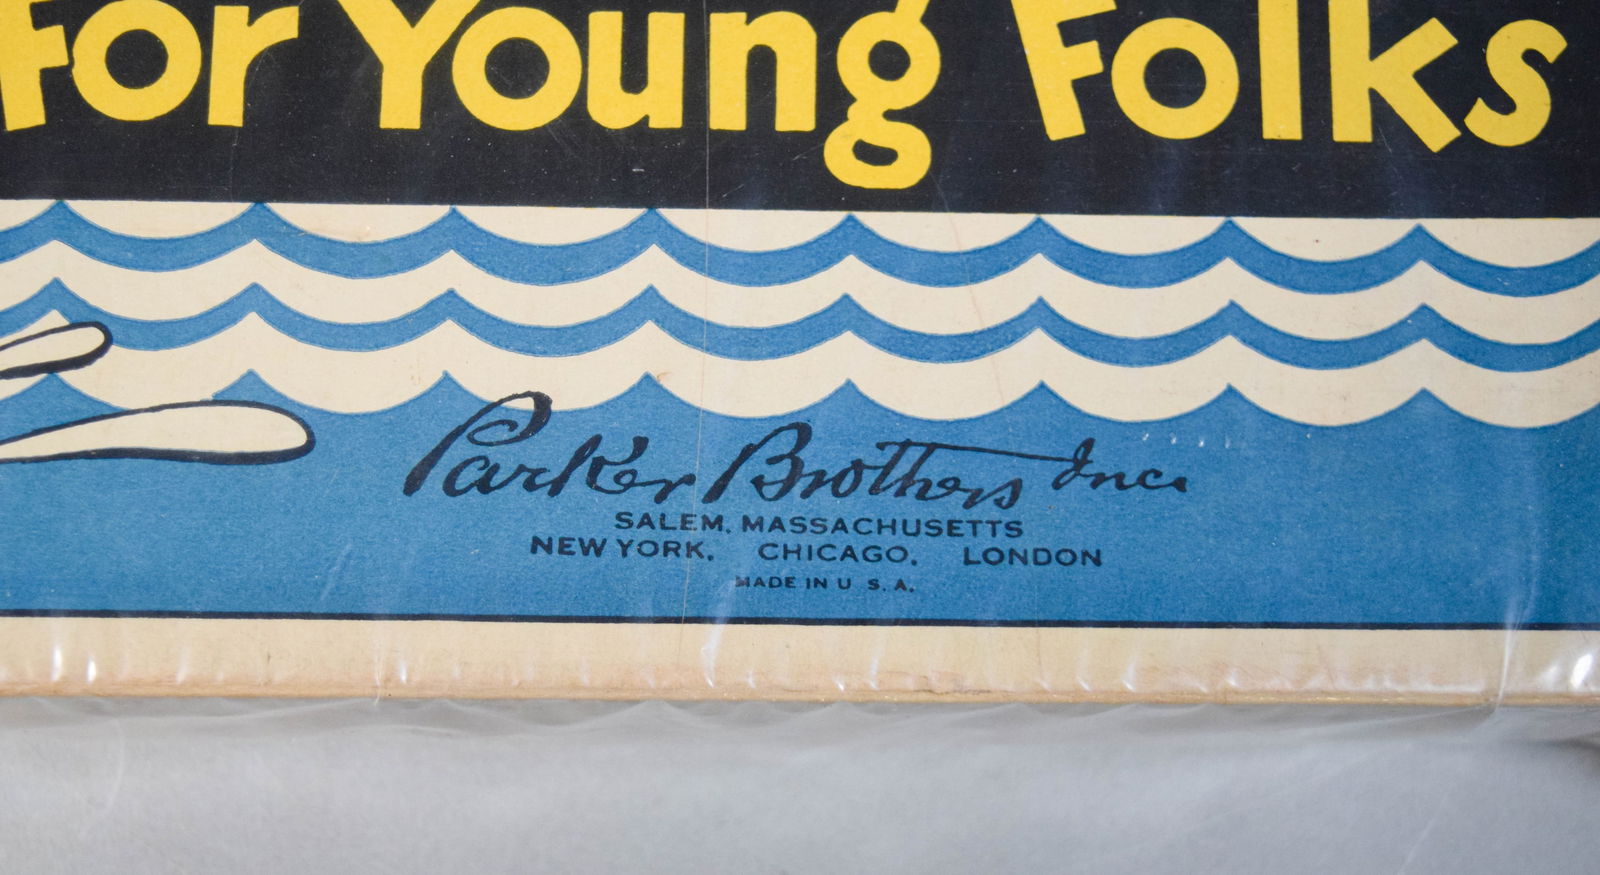 for Young Folks
Parker Brothers Inc.
SALEM, MASSACHUSETTS
NEW YORK, CHICAGO, LONDON
MADE IN U. S. A.